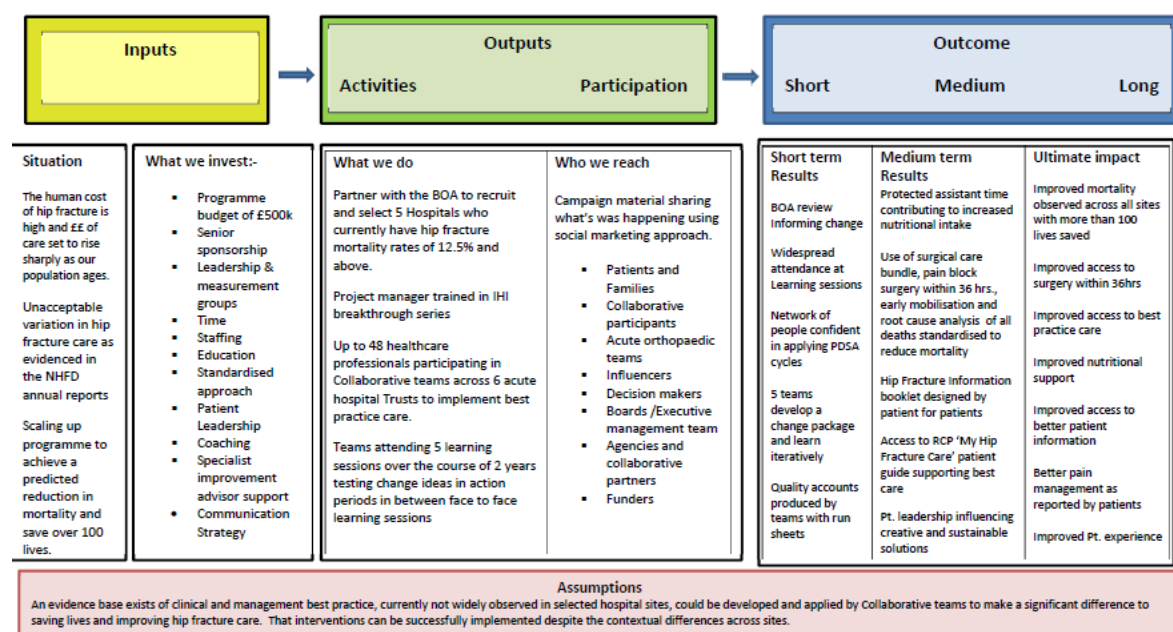 Inputs
Outputs
Activities Participation
Outcome
Short Medium Long
Situation
The human cost
of hip fracture is
high and ££ of
care set to rise
sharply as our
population ages.
Unacceptable
variation in hip
fracture care as
evidenced in
the NHFD
annual reports
Scaling up
programme to
achieve a
predicted
reduction in
mortality and
save over 100
lives.
What we invest:-
▪ Programme
budget of £500k
▪ Senior
sponsorship
▪ Leadership &
measurement
groups
▪ Time
▪ Staffing
▪ Education
▪ Standardised
approach
▪ Patient
Leadership
▪ Coaching
▪ Specialist
improvement
advisor support
• Communication
Strategy
What we do
Partner with the BOA to recruit
and select 5 Hospitals who
currently have hip fracture
mortality rates of 12.5% and
above.
Project manager trained in IHI
breakthrough series
Up to 48 healthcare
professionals participating in
Collaborative teams across 6 acute
hospital Trusts to implement best
practice care.
Teams attending 5 learning
sessions over the course of 2 years
testing change ideas in action
periods in between face to face
learning sessions
Who we reach
Campaign material sharing
what's was happening using
social marketing approach.
▪ Patients and
Families
▪ Collaborative
participants
▪ Acute orthopaedic
teams
▪ Influencers
▪ Decision makers
▪ Boards /Executive
management team
▪ Agencies and
collaborative
partners
▪ Funders
Short term
Results
BOA review
Informing change
Widespread
attendance at
Learning sessions
Network of
people confident
in applying PDSA
cycles
5 teams
develop a
change package
and learn
iteratively
Quality accounts
produced by
teams with run
sheets
Medium term
Results
Protected assistant time
contributing to increased
nutritional intake
Use of surgical care
bundle, pain block
surgery within 36 hrs.,
early mobilisation and
root cause analysis of all
deaths standardised to
reduce mortality
Hip Fracture Information
booklet designed by
patient for patients
Access to RCP 'My Hip
Fracture Care' patient
guide supporting best
care
Pt. leadership influencing
creative and sustainable
solutions
Ultimate impact
Improved mortality
observed across all sites
with more than 100
lives saved
Improved access to
surgery within 36hrs
Improved access to best
practice care
Improved nutritional
support
Improved access to
better patient
information
Better pain
management as
reported by patients
Improved Pt. experience
Assumptions
An evidence base exists of clinical and management best practice, currently not widely observed in selected hospital sites, could be developed and applied by Collaborative teams to make a significant difference to
saving lives and improving hip fracture care. That interventions can be successfully implemented despite the contextual differences across sites.